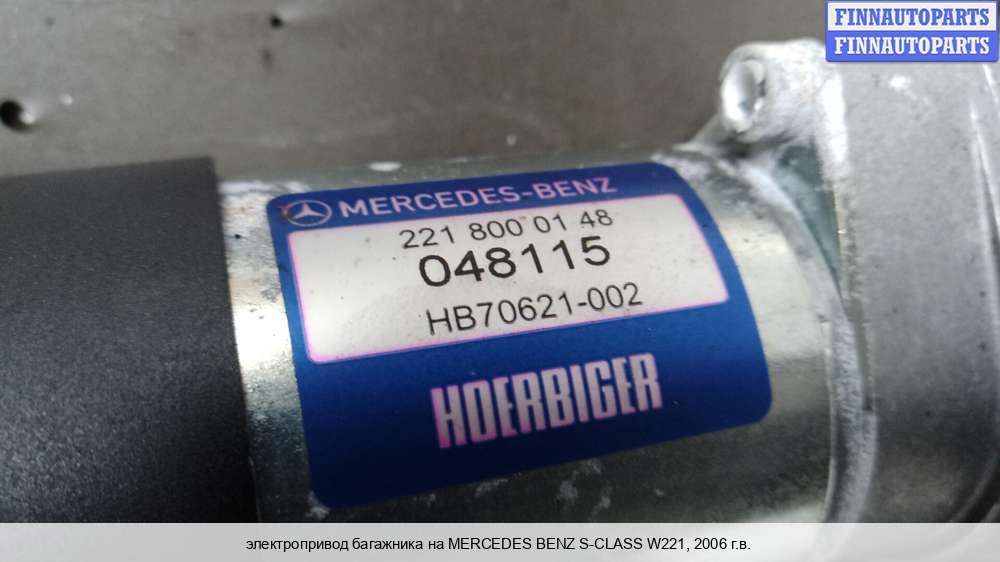 FINNAUTOPARTS
FINNAUTOPARTS
MERCEDES-BENZ
221 800 01 48
048115
HB70621-002
HOERBIGER
электропривод багажника на MERCEDES BENZ S-CLASS W221, 2006 г.в.